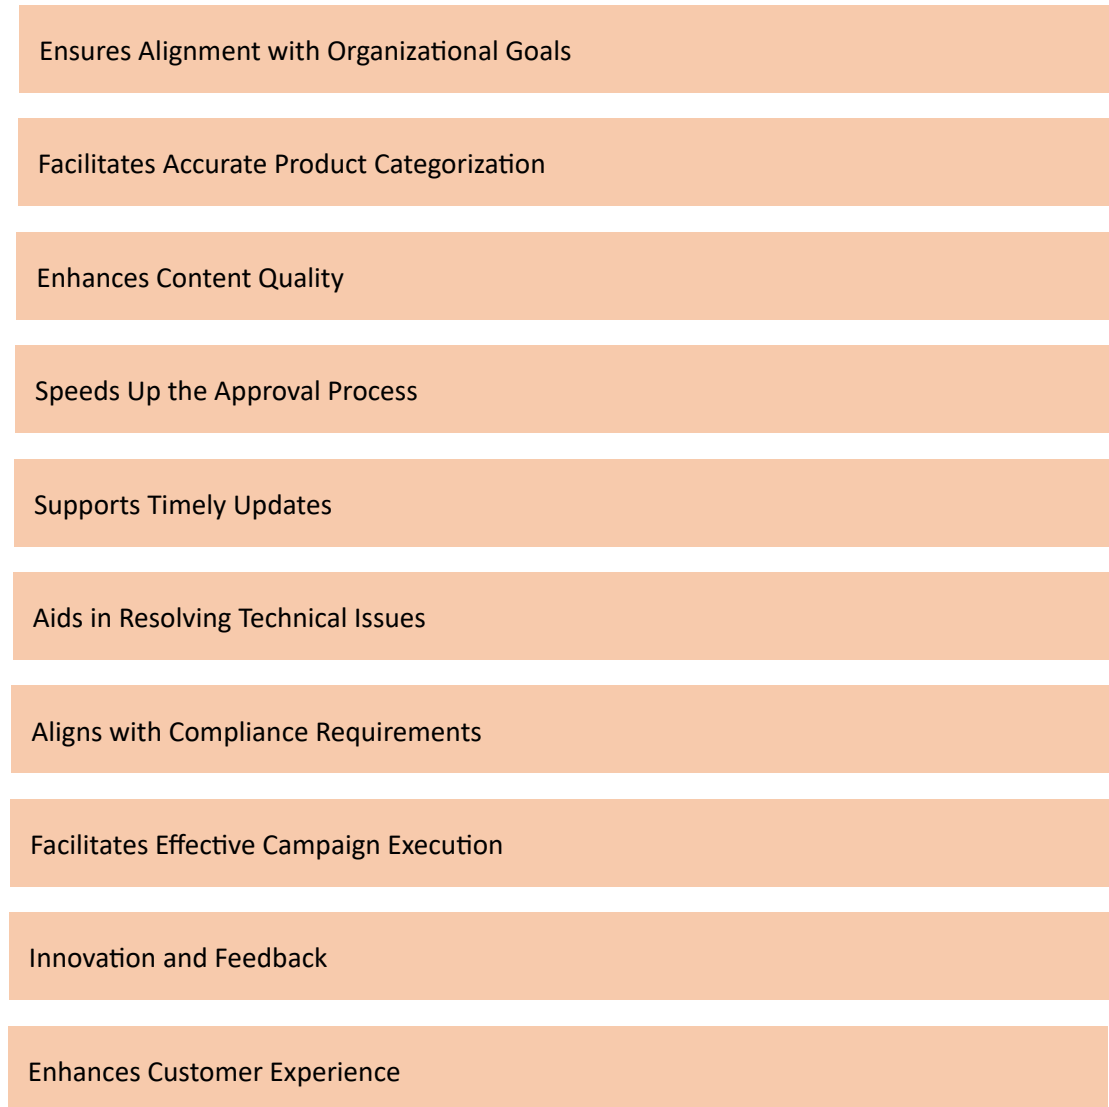 Ensures Alignment with Organizational Goals
Facilitates Accurate Product Categorization
Enhances Content Quality
Speeds Up the Approval Process
Supports Timely Updates
Aids in Resolving Technical Issues
Aligns with Compliance Requirements
Facilitates Effective Campaign Execution
Innovation and Feedback
Enhances Customer Experience